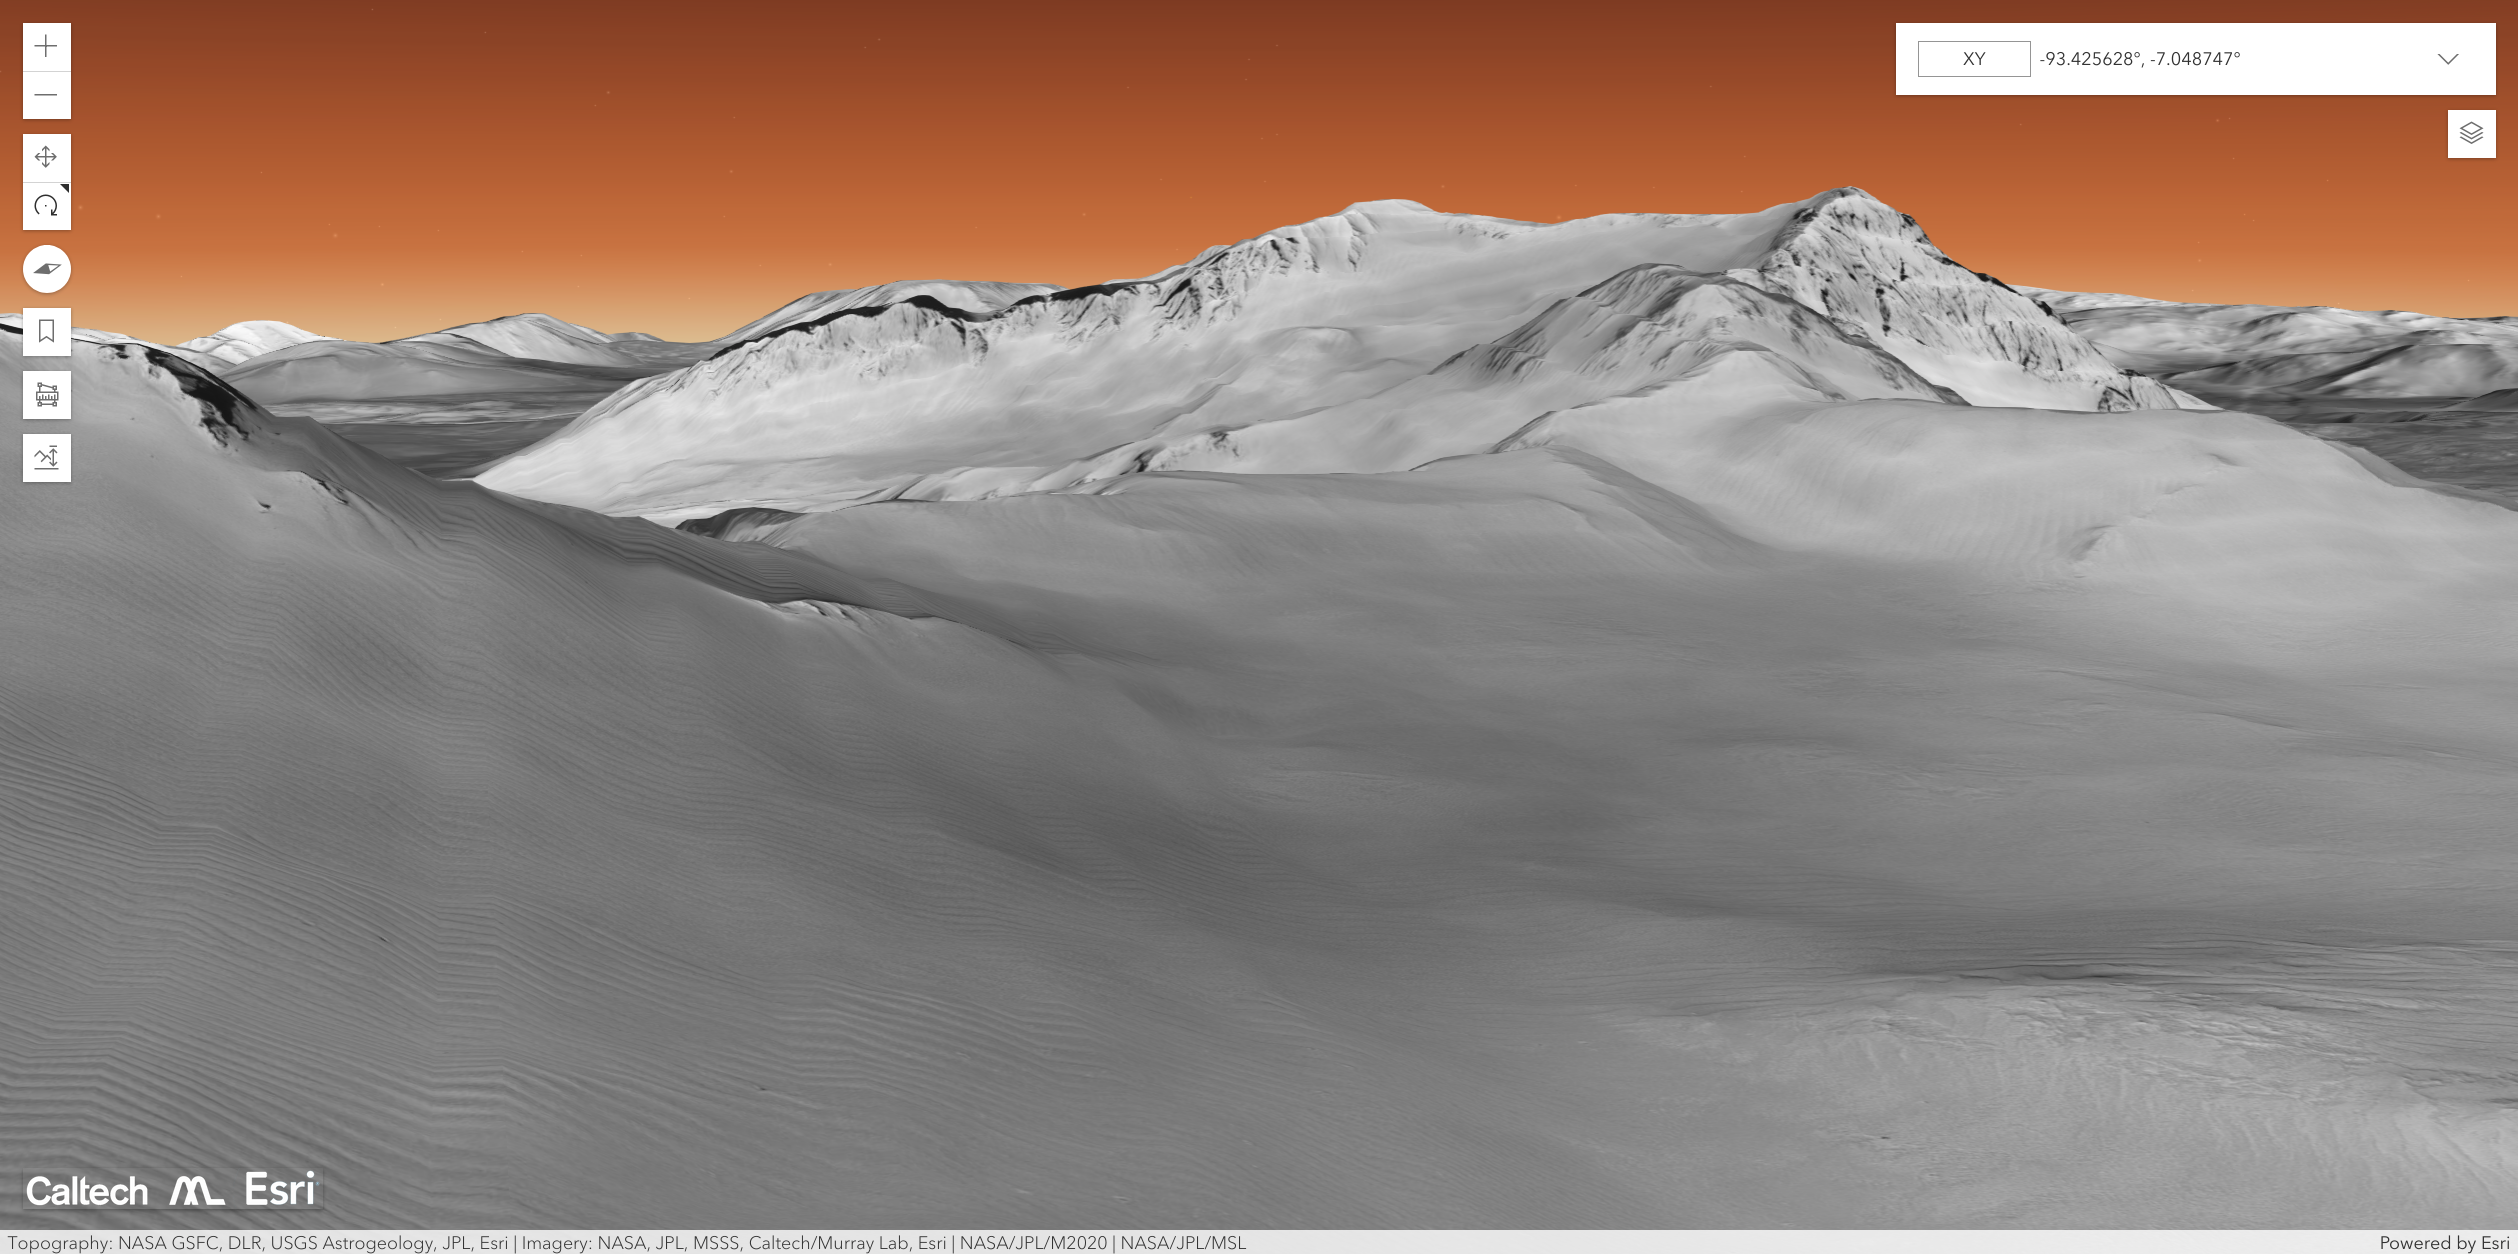 XY -93.425628°, -7.048747°
Caltech ML Esri
Topography: NASA GSFC, DLR, USGS Astrogeology, JPL, Esri | Imagery: NASA, JPL, MSSS, Caltech/Murray Lab, Esri | NASA/JPL/M2020 | NASA/JPL/MSL Powered by Esri